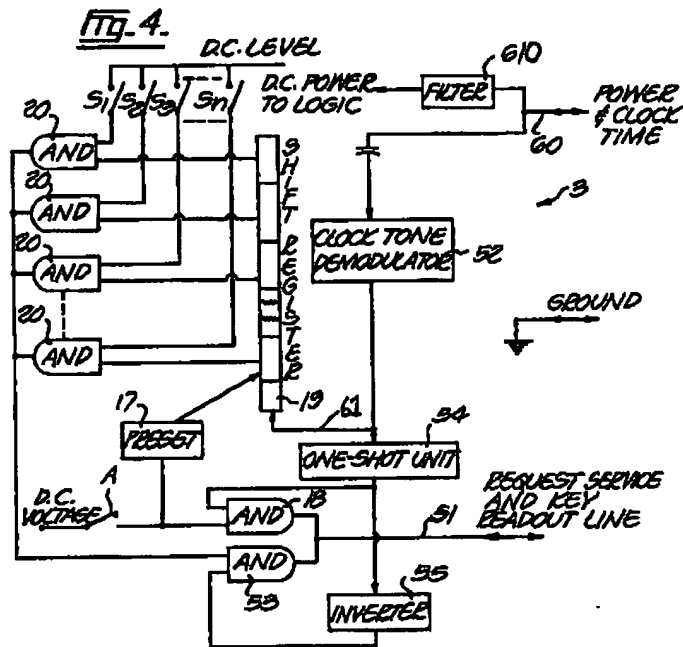 Fig. 4.
D.C. LEVEL
S1 S2 S3 Sn
D.C. POWER
TO LOGIC
FILTER
610
POWER
& CLOCK
TIME
60
20
AND
20
AND
20
AND
20
AND
SHIFT REGISTER
3
CLOCK TONE
DEMODULATOR
52
GROUND
19
61
17
PRESET
54
ONE-SHOT UNIT
A
D.C.
VOLTAGE
AND
18
REQUEST SERVICE
AND KEY
READOUT LINE
51
AND
53
55
INVERTER